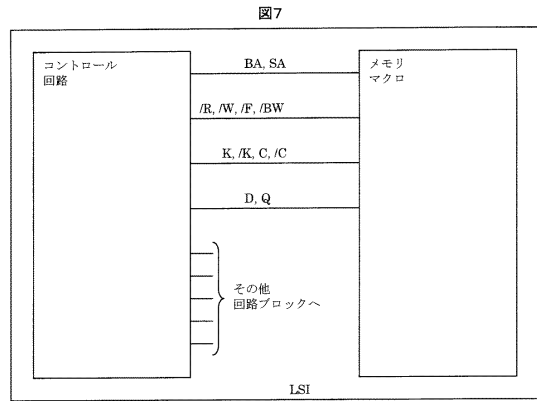 図7
コントロール
回路
BA, SA
メモリ
マクロ
/R, /W, /F, /BW
K, /K, C, /C
D, Q
その他
回路ブロックへ
LSI